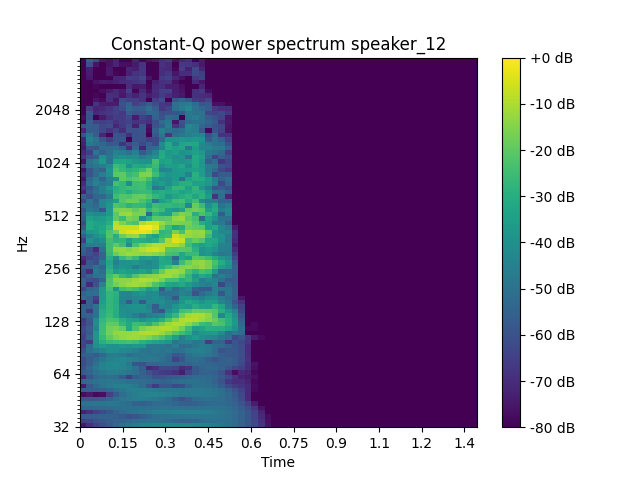 Constant-Q power spectrum speaker_12
Hz
2048
1024
512
256
128
64
32
0 0.15 0.3 0.45 0.6 0.75 0.9 1.1 1.2 1.4
Time
+0 dB
-10 dB
-20 dB
-30 dB
-40 dB
-50 dB
-60 dB
-70 dB
-80 dB